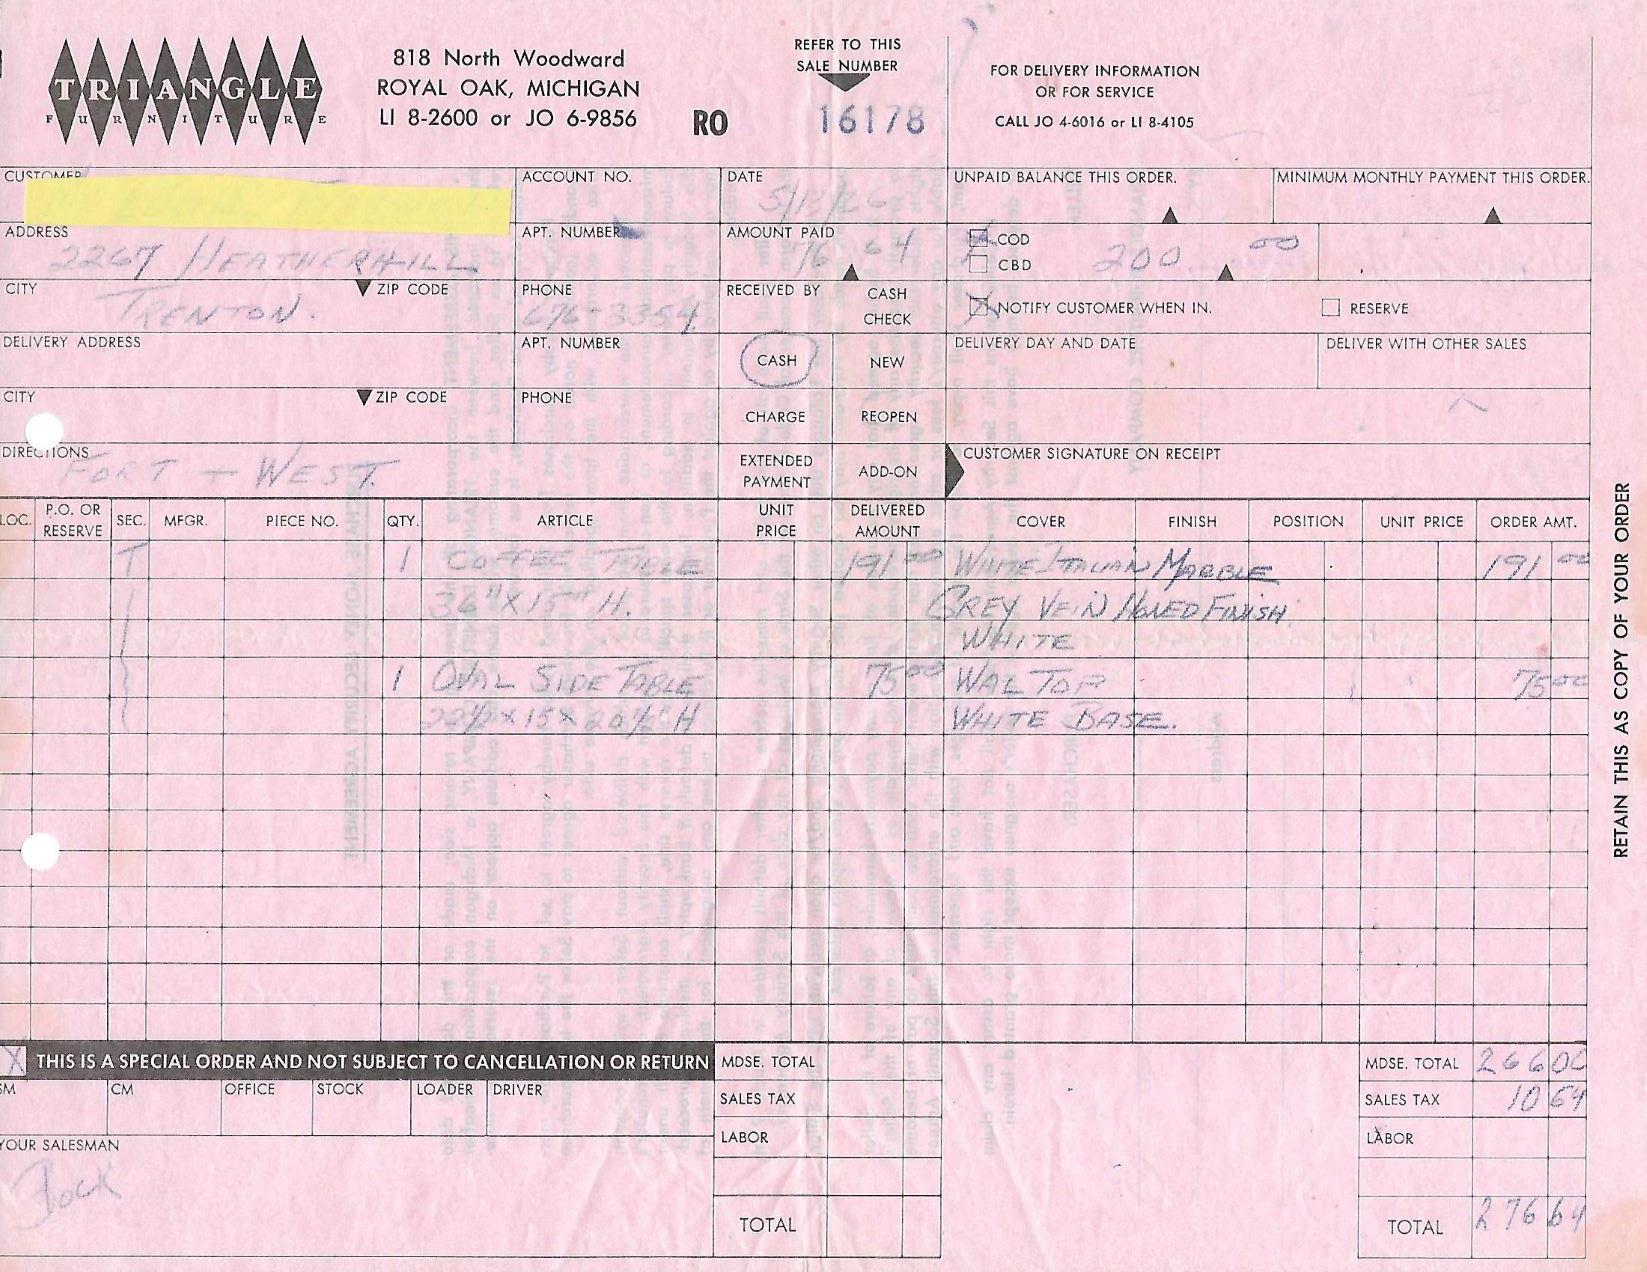 TRIANGLE
FURNITURE
818 North Woodward
ROYAL OAK, MICHIGAN
LI 8-2600 or JO 6-9856
RO
REFER TO THIS
SALE NUMBER
16178
FOR DELIVERY INFORMATION
OR FOR SERVICE
CALL JO 4-6016 or LI 8-4105
CUSTOMER
ACCOUNT NO.
DATE
UNPAID BALANCE THIS ORDER.
MINIMUM MONTHLY PAYMENT THIS ORDER.
ADDRESS
2267 HEATHERHILL
APT. NUMBER
AMOUNT PAID
76 64
COD
CBD
200 00
CITY
TRENTON.
ZIP CODE
PHONE
676-3354
RECEIVED BY
CASH
CHECK
NOTIFY CUSTOMER WHEN IN.
RESERVE
DELIVERY ADDRESS
APT. NUMBER
CASH
NEW
DELIVERY DAY AND DATE
DELIVER WITH OTHER SALES
CITY
ZIP CODE
PHONE
CHARGE
REOPEN
DIRECTIONS
FORT + WEST.
EXTENDED
PAYMENT
ADD-ON
CUSTOMER SIGNATURE ON RECEIPT
LOC. P.O. OR RESERVE SEC. MFGR. PIECE NO. QTY. ARTICLE UNIT PRICE DELIVERED AMOUNT COVER FINISH POSITION UNIT PRICE ORDER AMT.
T 1 COFFEE TABLE 191 00 WHITE ITALIAN MARBLE 191 00
36" X 15" H. GREY VEIN HONED FINISH.
WHITE
1 OVAL SIDE TABLE 75 00 WAL TOP 75 00
22½ X 15 X 20½" H WHITE BASE.
X THIS IS A SPECIAL ORDER AND NOT SUBJECT TO CANCELLATION OR RETURN
MDSE. TOTAL
MDSE. TOTAL 266 00
SM CM OFFICE STOCK LOADER DRIVER
SALES TAX
SALES TAX 10 64
YOUR SALESMAN
LABOR
LABOR
TOTAL
TOTAL 276 64
RETAIN THIS AS COPY OF YOUR ORDER